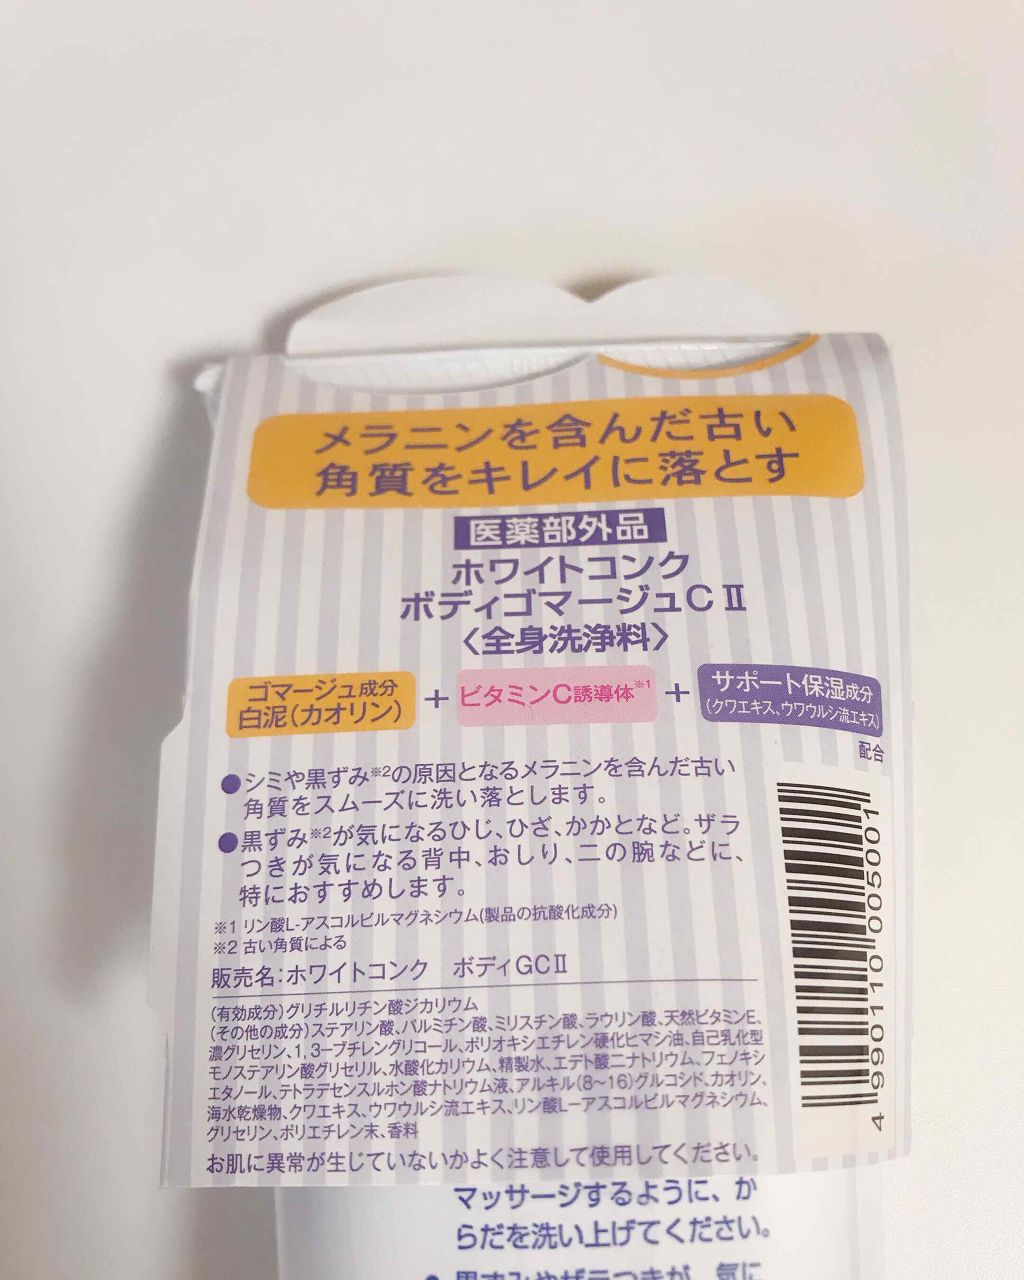 メラニンを含んだ古い
角質をキレイに落とす
医薬部外品
ホワイトコンク
ボディゴマージュCⅡ
〈全身洗浄料〉
ゴマージュ成分
白泥(カオリン)
+
ビタミンC誘導体※1
+
サポート保湿成分
(クワエキス、ウワウルシ流エキス)
配合
●シミや黒ずみ※2の原因となるメラニンを含んだ古い
角質をスムーズに洗い落とします。
●黒ずみ※2が気になるひじ、ひざ、かかとなど。ザラ
つきが気になる背中、おしり、二の腕などに、
特におすすめします。
※1 リン酸L-アスコルビルマグネシウム(製品の抗酸化成分)
※2 古い角質による
販売名:ホワイトコンク ボディGCⅡ
(有効成分)グリチルリチン酸ジカリウム
(その他の成分)ステアリン酸、パルミチン酸、ミリスチン酸、ラウリン酸、天然ビタミンE、
濃グリセリン、1,3-ブチレングリコール、ポリオキシエチレン硬化ヒマシ油、自己乳化型
モノステアリン酸グリセリル、水酸化カリウム、精製水、エデト酸二ナトリウム、フェノキシ
エタノール、テトラデセンスルホン酸ナトリウム液、アルキル(8~16)グルコシド、カオリン、
海水乾燥物、クワエキス、ウワウルシ流エキス、リン酸L-アスコルビルマグネシウム、
グリセリン、ポリエチレン末、香料
お肌に異常が生じていないかよく注意して使用してください。
4990110005001
マッサージするように、か
らだを洗い上げてください。
●黒ずみやザラつきが、気に